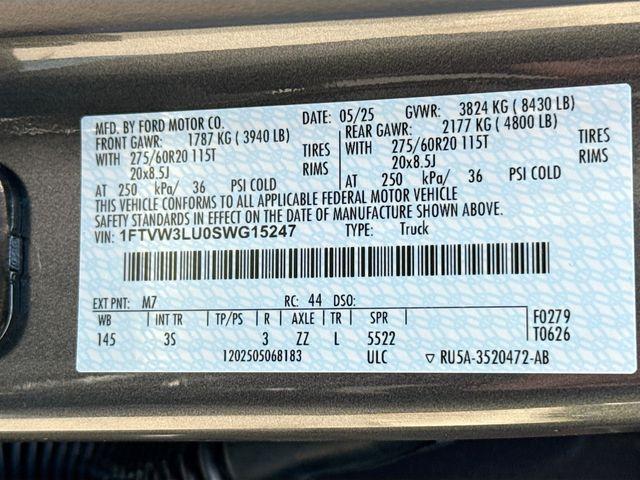 MFD. BY FORD MOTOR CO. DATE: 05/25 GVWR: 3824 KG ( 8430 LB)
FRONT GAWR: 1787 KG ( 3940 LB) REAR GAWR: 2177 KG ( 4800 LB)
WITH 275/60R20 115T TIRES WITH 275/60R20 115T TIRES
20x8.5J RIMS 20x8.5J RIMS
AT 250 kPa/ 36 PSI COLD AT 250 kPa/ 36 PSI COLD
THIS VEHICLE CONFORMS TO ALL APPLICABLE FEDERAL MOTOR VEHICLE
SAFETY STANDARDS IN EFFECT ON THE DATE OF MANUFACTURE SHOWN ABOVE.
VIN: 1FTVW3LU0SWG15247 TYPE: Truck
EXT PNT: M7 RC: 44 DSO:
WB INT TR TP/PS R AXLE TR SPR F0279
145 3S 3 ZZ L 5522 T0626
1202505068183 ULC ▽ RU5A-3520472-AB